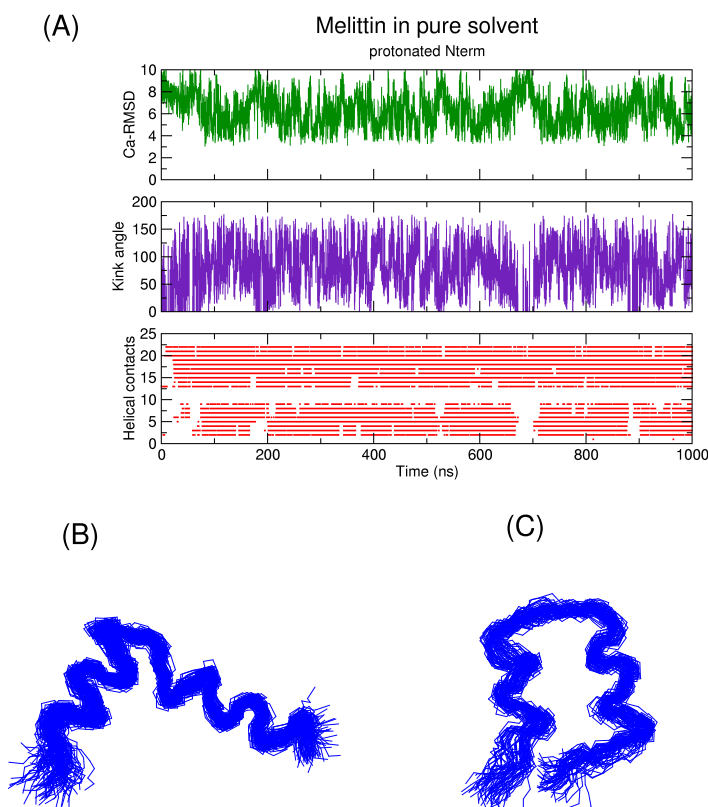 (A)
Melittin in pure solvent
protonated Nterm
Ca-RMSD
10
8
6
4
2
0
Kink angle
200
150
100
50
0
Helical contacts
25
20
15
10
5
0
0 200 400 600 800 1000
Time (ns)
(B)
(C)